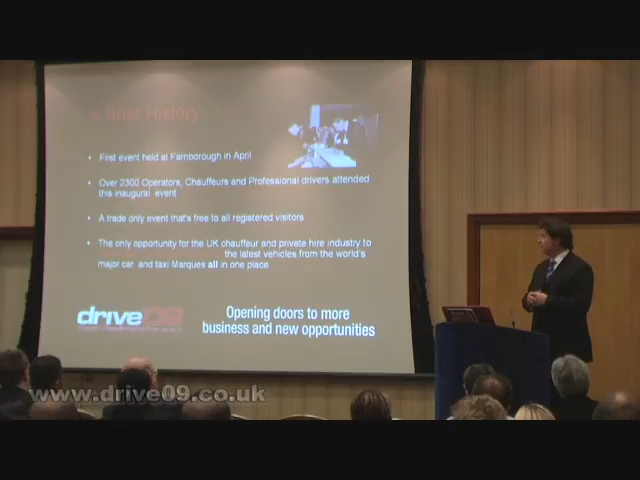 A Brief History
• First event held at Farnborough in April
• Over 2300 Operators, Chauffeurs and Professional drivers attended
this inaugural event
• A trade only event that's free to all registered visitors
• The only opportunity for the UK chauffeur and private hire industry to
the latest vehicles from the world's
major car and taxi Marques all in one place
drive09
Opening doors to more
business and new opportunities
www.drive09.co.uk